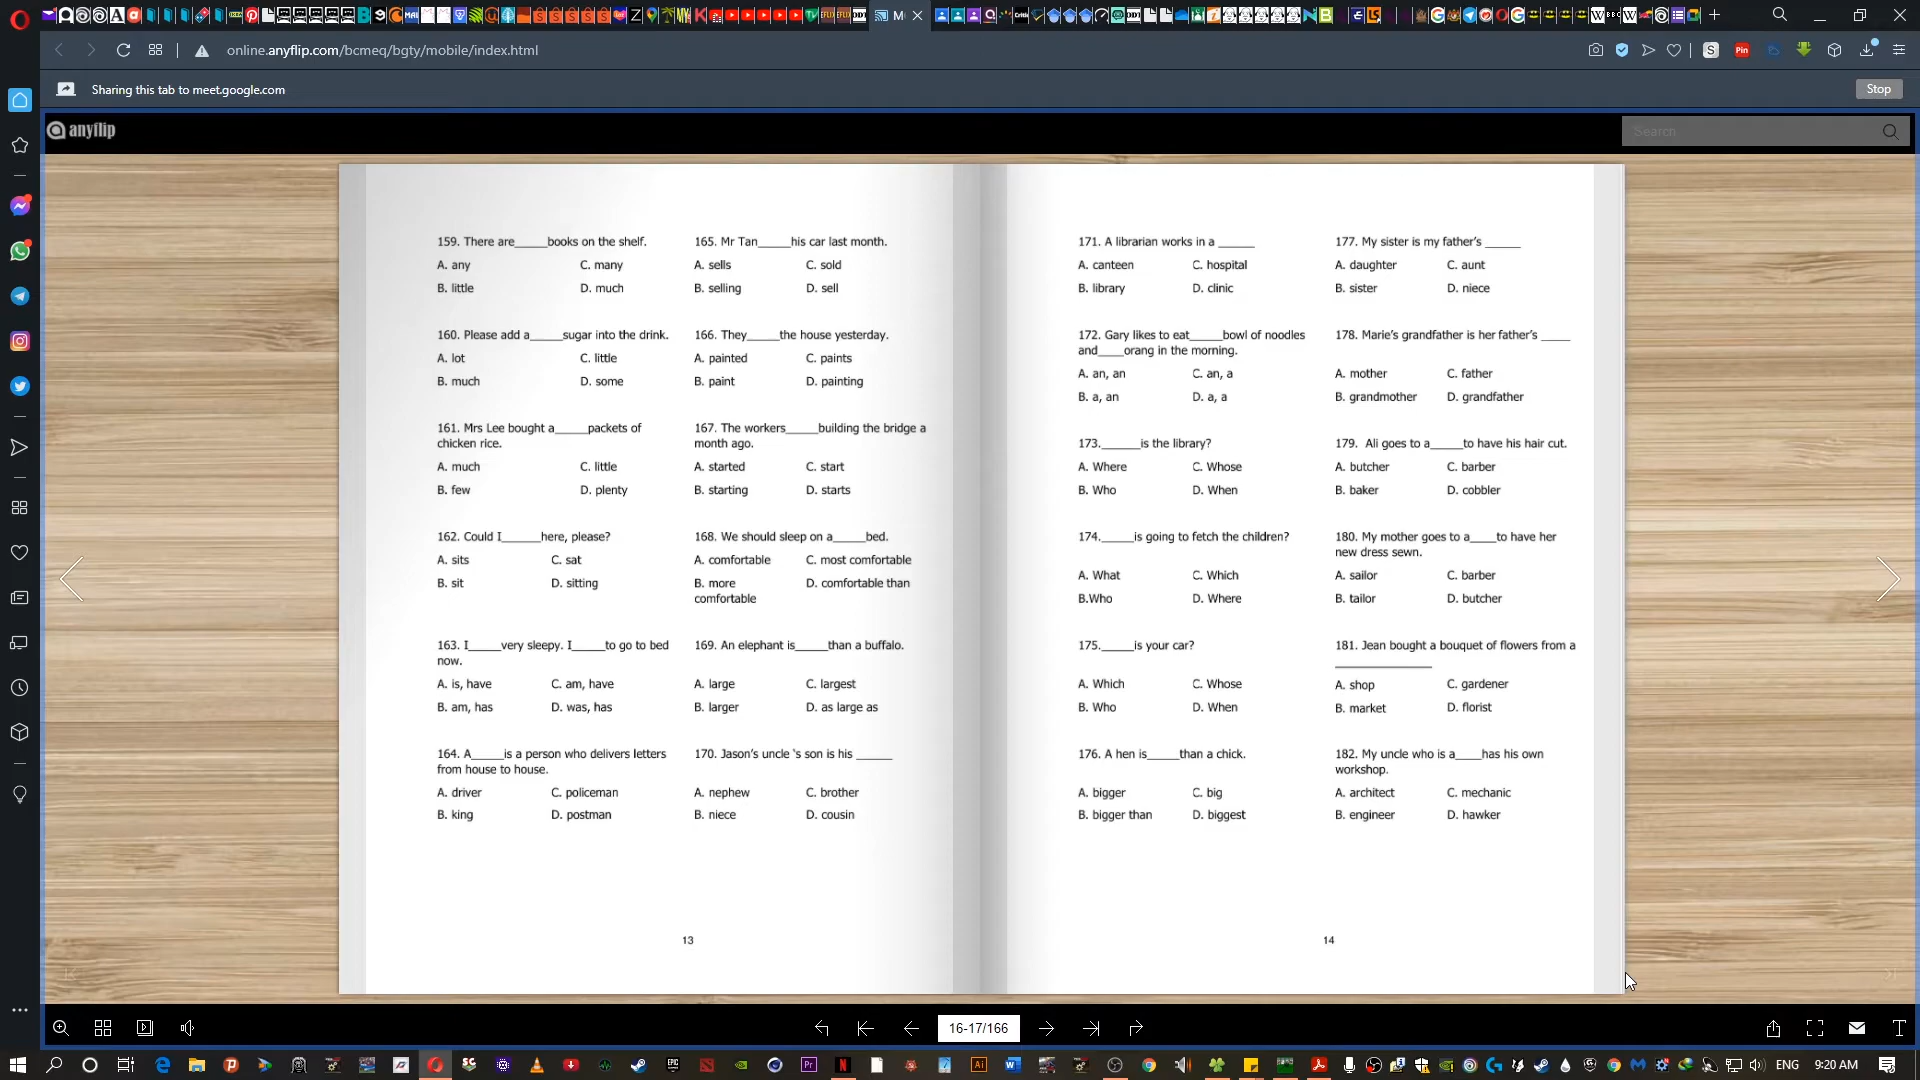 online.anyflip.com/bcmeq/bgty/mobile/index.html
Pin
Sharing this tab to meet.google.com
Stop
anyflip
Search
159. There are_____books on the shelf.
A. any
C. many
B. little
D. much
160. Please add a_____sugar into the drink.
A. lot
C. little
B. much
D. some
161. Mrs Lee bought a_____packets of
chicken rice.
A. much
C. little
B. few
D. plenty
162. Could I______here, please?
A. sits
C. sat
B. sit
D. sitting
163. I_____very sleepy. I_____to go to bed
now.
A. is, have
C. am, have
B. am, has
D. was, has
164. A_____is a person who delivers letters
from house to house.
A. driver
C. policeman
B. king
D. postman
165. Mr Tan_____his car last month.
A. sells
C. sold
B. selling
D. sell
166. They_____the house yesterday.
A. painted
C. paints
B. paint
D. painting
167. The workers_____building the bridge a
month ago.
A. started
C. start
B. starting
D. starts
168. We should sleep on a_____bed.
A. comfortable
C. most comfortable
B. more
comfortable
D. comfortable than
169. An elephant is_____than a buffalo.
A. large
C. largest
B. larger
D. as large as
170. Jason's uncle 's son is his ______
A. nephew
C. brother
B. niece
D. cousin
13
171. A librarian works in a ______
A. canteen
C. hospital
B. library
D. clinic
172. Gary likes to eat_____bowl of noodles
and____orang in the morning.
A. an, an
C. an, a
B. a, an
D. a, a
173.______is the library?
A. Where
C. Whose
B. Who
D. When
174._____is going to fetch the children?
A. What
C. Which
B.Who
D. Where
175._____is your car?
A. Which
C. Whose
B. Who
D. When
176. A hen is_____than a chick.
A. bigger
C. big
B. bigger than
D. biggest
177. My sister is my father's ______
A. daughter
C. aunt
B. sister
D. niece
178. Marie's grandfather is her father's _____
A. mother
C. father
B. grandmother
D. grandfather
179. Ali goes to a_____to have his hair cut.
A. butcher
C. barber
B. baker
D. cobbler
180. My mother goes to a____to have her
new dress sewn.
A. sailor
C. barber
B. tailor
D. butcher
181. Jean bought a bouquet of flowers from a
_______________
A. shop
C. gardener
B. market
D. florist
182. My uncle who is a____has his own
workshop.
A. architect
C. mechanic
B. engineer
D. hawker
14
16-17/166
ENG
9:20 AM